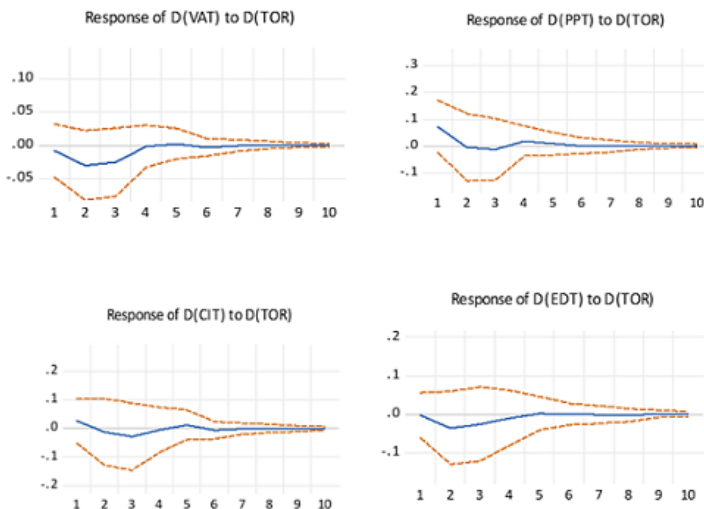 Response of D(VAT) to D(TOR)
.10
.05
.00
-.05
1 2 3 4 5 6 7 8 9 10
Response of D(PPT) to D(TOR)
.3
.2
.1
.0
-.1
1 2 3 4 5 6 7 8 9 10
Response of D(CIT) to D(TOR)
.2
.1
.0
-.1
-.2
1 2 3 4 5 6 7 8 9 10
Response of D(EDT) to D(TOR)
.2
.1
.0
-.1
1 2 3 4 5 6 7 8 9 10